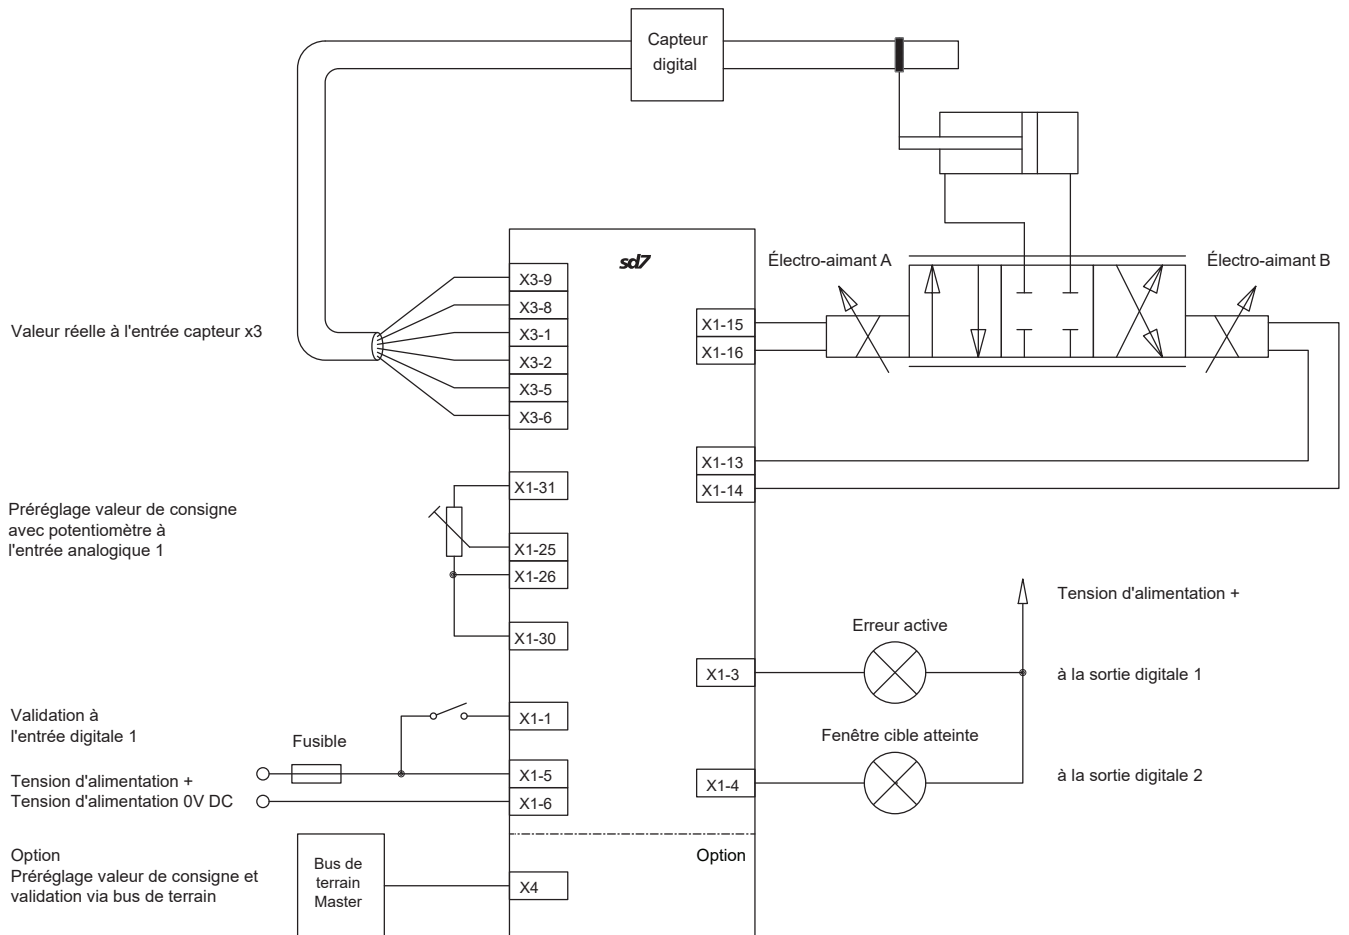 Capteur
digital
sd7
Électro-aimant A
Électro-aimant B
X3-9
X3-8
X3-1
X3-2
X3-5
X3-6
Valeur réelle à l'entrée capteur x3
X1-15
X1-16
X1-13
X1-14
X1-31
X1-25
X1-26
X1-30
Préréglage valeur de consigne
avec potentiomètre à
l'entrée analogique 1
Tension d'alimentation +
Erreur active
X1-3
à la sortie digitale 1
Fenêtre cible atteinte
X1-4
à la sortie digitale 2
Validation à
l'entrée digitale 1
X1-1
Fusible
Tension d'alimentation +
Tension d'alimentation 0V DC
X1-5
X1-6
Option
Préréglage valeur de consigne et
validation via bus de terrain
Bus de
terrain
Master
X4
Option